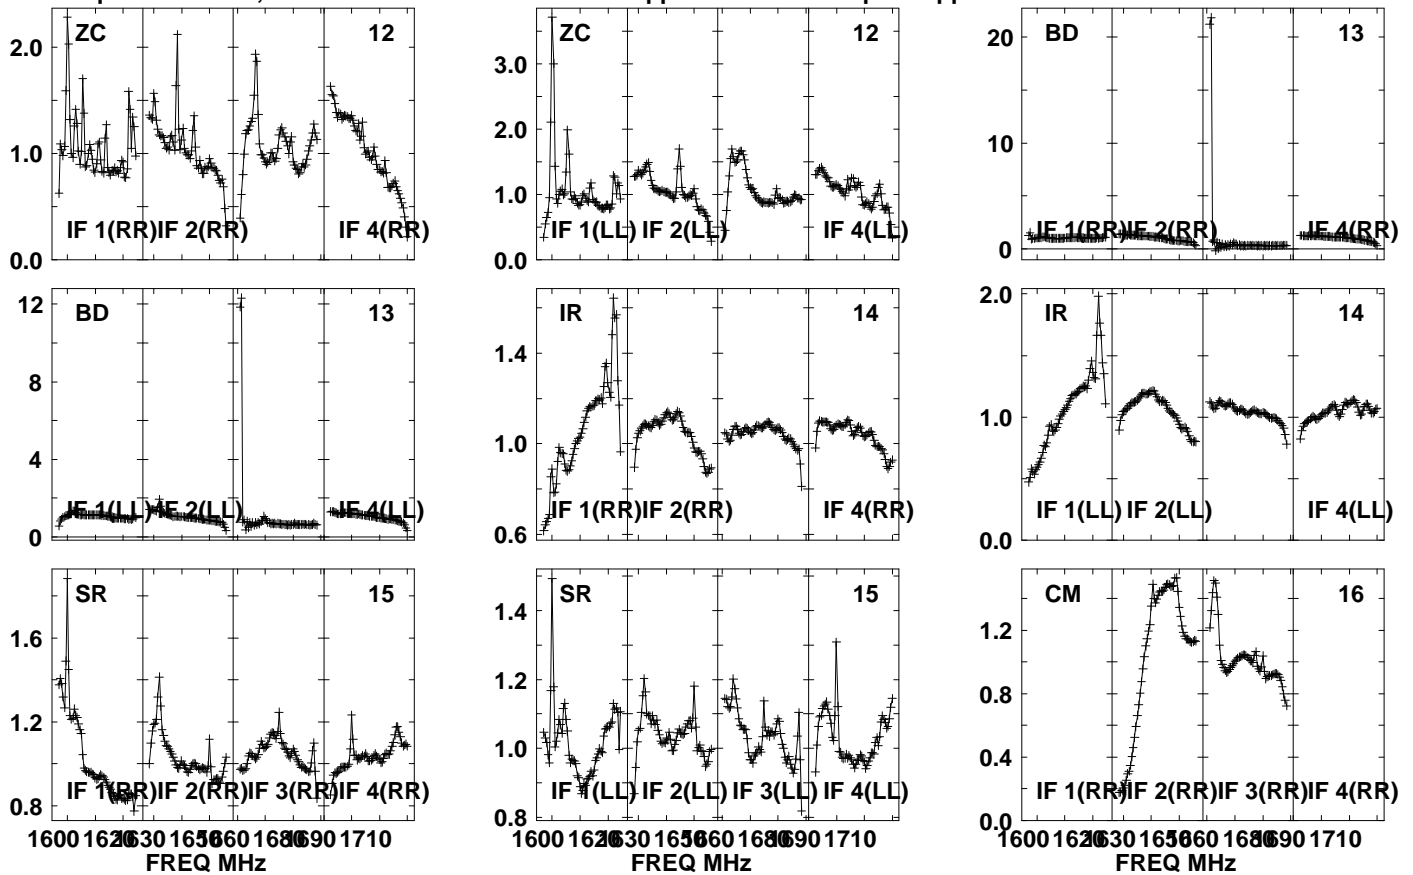 ZC 12 ZC 12 BD 13
2.0 3.0 20
1.0 2.0 10
0.0 1.0 0
0.0
IF 1(RR) IF 2(RR) IF 4(RR) IF 1(LL) IF 2(LL) IF 4(LL) IF 1(RR) IF 2(RR) IF 4(RR)
BD 13 IR 14 IR 14
12 1.4 2.0
8 1.0 1.0
4 0.6 0.0
0
IF 1(LL) IF 2(LL) IF 4(LL) IF 1(RR) IF 2(RR) IF 4(RR) IF 1(LL) IF 2(LL) IF 4(LL)
SR 15 SR 15 CM 16
1.6 1.4 1.2
1.2 1.2 0.8
0.8 1.0 0.4
0.8 0.0
IF 1(RR) IF 2(RR) IF 3(RR) IF 4(RR) IF 1(LL) IF 2(LL) IF 3(LL) IF 4(LL) IF 1(RR) IF 2(RR) IF 3(RR) IF 4(RR)
1600 1620 1630 1650 1660 1680 1690 1710 1600 1620 1630 1650 1660 1680 1690 1710 1600 1620 1630 1650 1660 1680 1690 1710
FREQ MHz FREQ MHz FREQ MHz